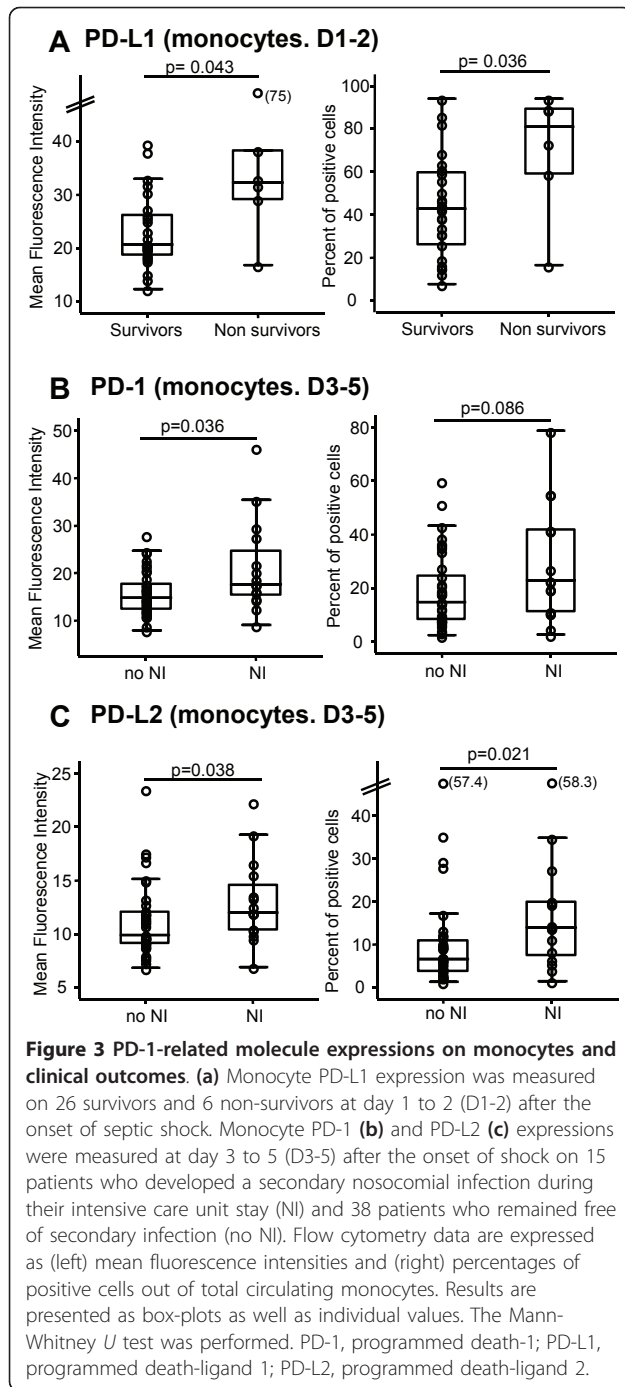 A PD-L1 (monocytes. D1-2)
p= 0.043
(75)
Mean Fluorescence Intensity
40
30
20
10
Survivors Non survivors
p= 0.036
Percent of positive cells
100
80
60
40
20
0
Survivors Non survivors
B PD-1 (monocytes. D3-5)
p=0.036
Mean Fluorescence Intensity
50
40
30
20
10
no NI NI
p=0.086
Percent of positive cells
80
60
40
20
0
no NI NI
C PD-L2 (monocytes. D3-5)
p=0.038
Mean Fluorescence Intensity
25
20
15
10
5
no NI NI
p=0.021
(57.4) (58.3)
Percent of positive cells
40
30
20
10
0
no NI NI
Figure 3 PD-1-related molecule expressions on monocytes and
clinical outcomes. (a) Monocyte PD-L1 expression was measured
on 26 survivors and 6 non-survivors at day 1 to 2 (D1-2) after the
onset of septic shock. Monocyte PD-1 (b) and PD-L2 (c) expressions
were measured at day 3 to 5 (D3-5) after the onset of shock on 15
patients who developed a secondary nosocomial infection during
their intensive care unit stay (NI) and 38 patients who remained free
of secondary infection (no NI). Flow cytometry data are expressed
as (left) mean fluorescence intensities and (right) percentages of
positive cells out of total circulating monocytes. Results are
presented as box-plots as well as individual values. The Mann-
Whitney U test was performed. PD-1, programmed death-1; PD-L1,
programmed death-ligand 1; PD-L2, programmed death-ligand 2.